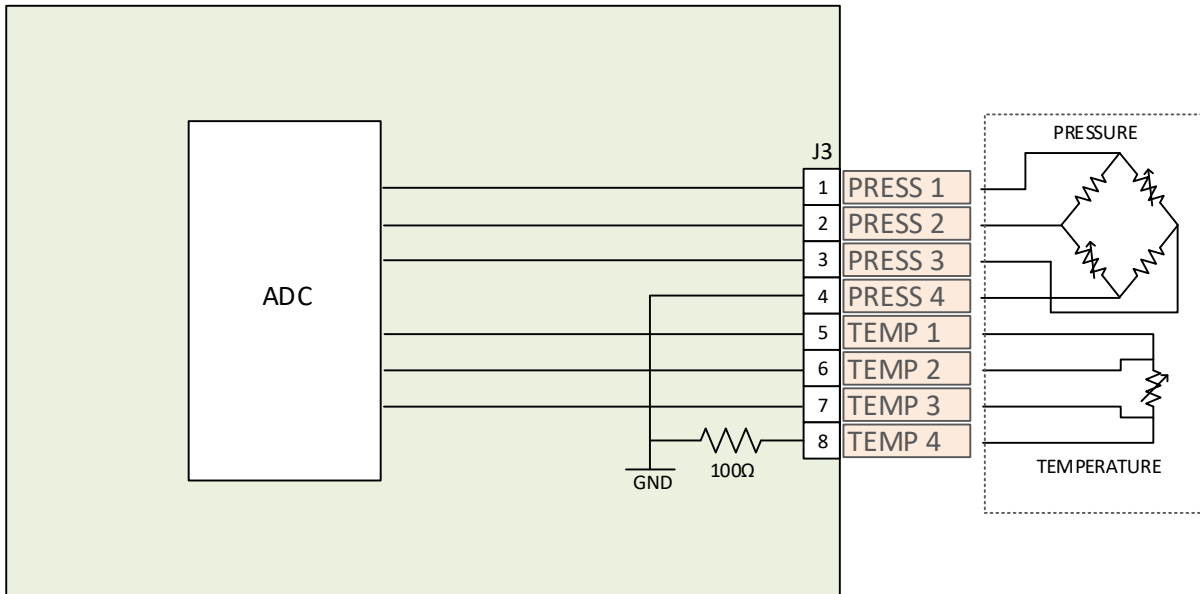 PRESSURE
J3
1 PRESS 1
2 PRESS 2
3 PRESS 3
ADC
4 PRESS 4
5 TEMP 1
6 TEMP 2
7 TEMP 3
8 TEMP 4
100Ω
GND
TEMPERATURE